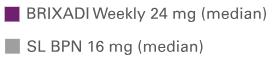 BRIXADI Weekly 24 mg (median)
SL BPN 16 mg (median)